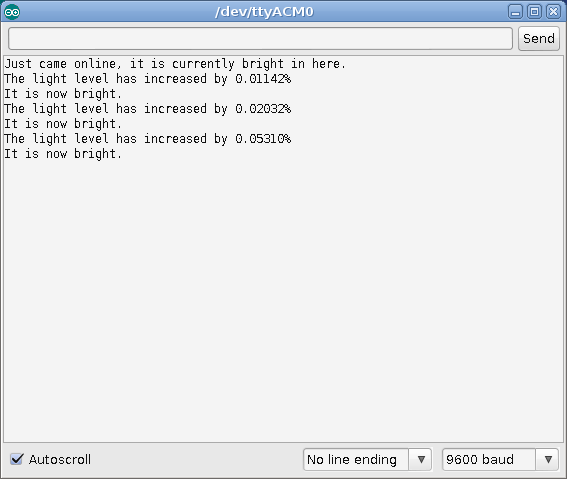 /dev/ttyACM0
Send
Just came online, it is currently bright in here.
The light level has increased by 0.01142%
It is now bright.
The light level has increased by 0.02032%
It is now bright.
The light level has increased by 0.05310%
It is now bright.
Autoscroll
No line ending
9600 baud